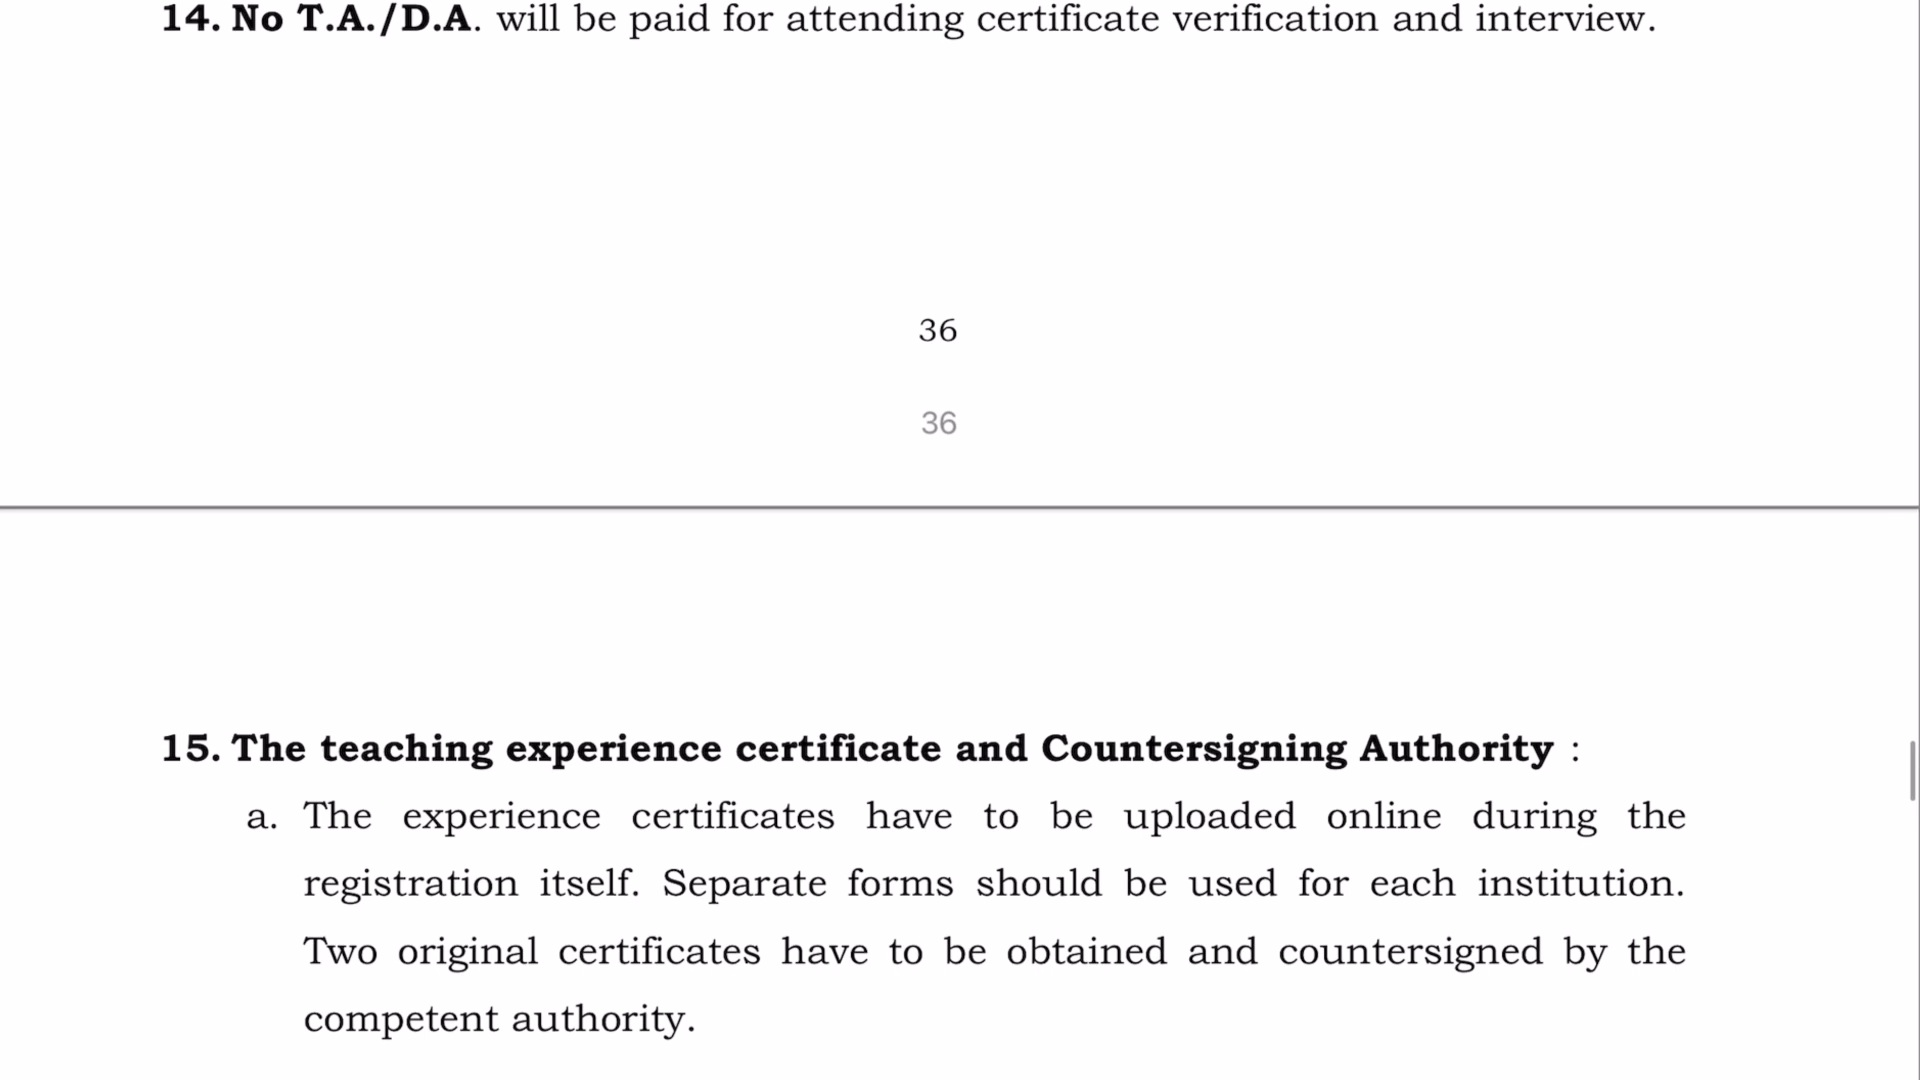 14. No T.A./D.A. will be paid for attending certificate verification and interview.
36
36
15. The teaching experience certificate and Countersigning Authority :
a. The experience certificates have to be uploaded online during the
registration itself. Separate forms should be used for each institution.
Two original certificates have to be obtained and countersigned by the
competent authority.